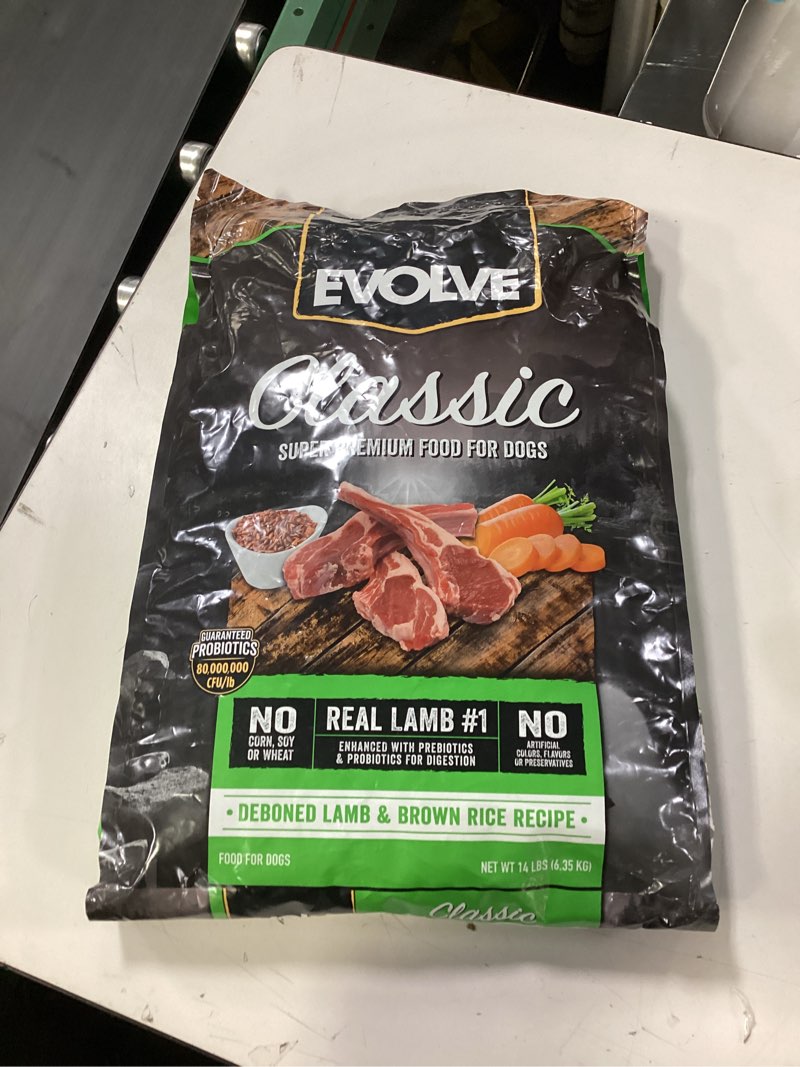 EVOLVE
Classic
SUPER PREMIUM FOOD FOR DOGS
GUARANTEED
PROBIOTICS
80,000,000
CFU/lb
NO
CORN, SOY
OR WHEAT
REAL LAMB #1
ENHANCED WITH PREBIOTICS
& PROBIOTICS FOR DIGESTION
NO
ARTIFICIAL
COLORS, FLAVORS
OR PRESERVATIVES
• DEBONED LAMB & BROWN RICE RECIPE •
FOOD FOR DOGS
NET WT 14 LBS (6.35 KG)
Classic